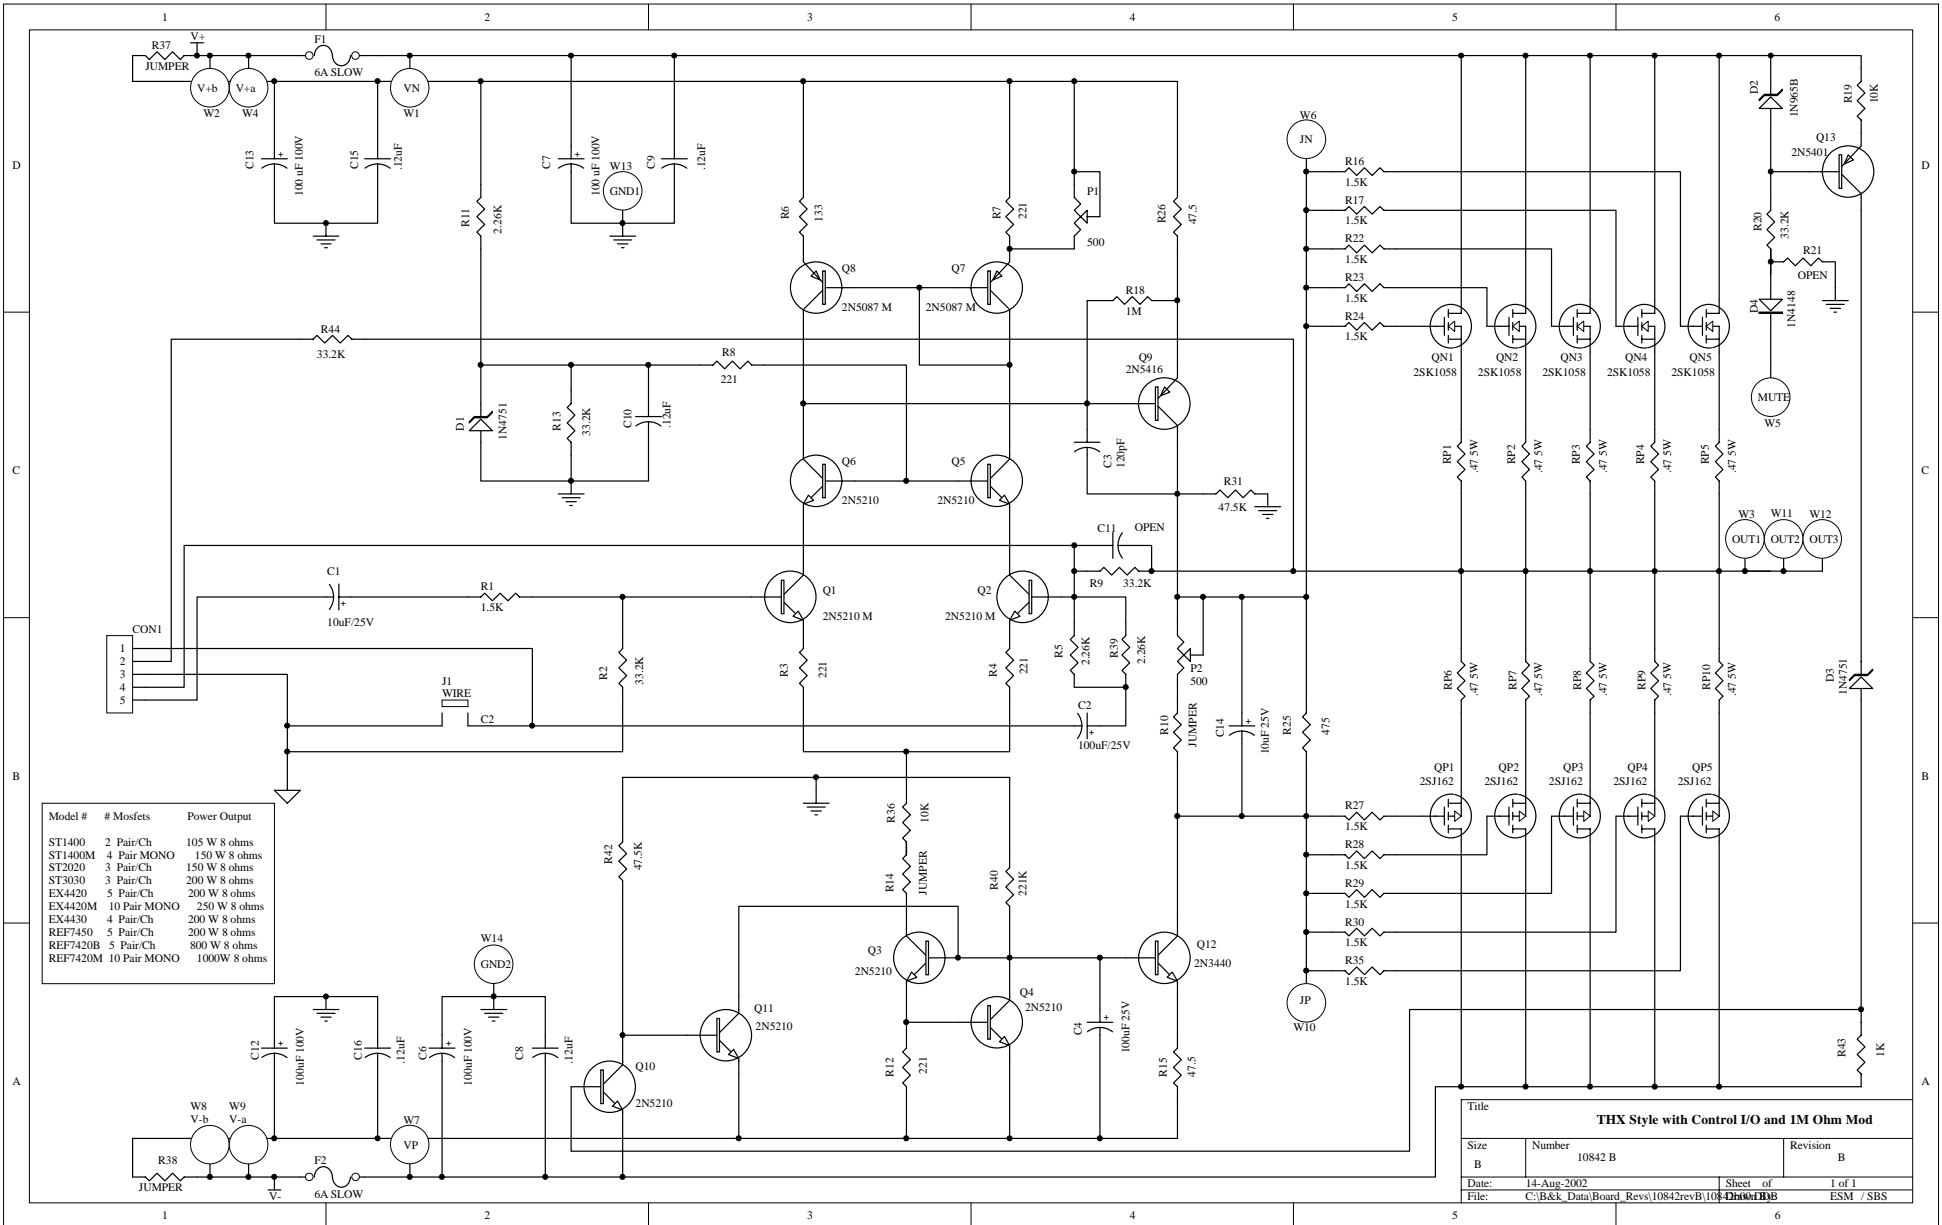 1 2 3 4 5 6
D
C
B
A
D
C
B
A
1 2 3 4 5 6
R37
JUMPER
V+
F1
6A SLOW
V+b
W2
V+a
W4
VN
W1
C13
100 uF 100V
C15
.12uF
R11
2.26K
C7
100 uF 100V
W13
GND1
C9
.12uF
R6
133
R7
221
P1
500
R26
47.5
W6
JN
R16
1.5K
R17
1.5K
R22
1.5K
R23
1.5K
R24
1.5K
D2
1N965B
R19
10K
Q13
2N5401
R20
33.2K
R21
OPEN
D4
1N4148
MUTE
W5
Q8
2N5087 M
Q7
2N5087 M
R18
1M
Q9
2N5416
QN1
2SK1058
QN2
2SK1058
QN3
2SK1058
QN4
2SK1058
QN5
2SK1058
R44
33.2K
R8
221
D1
1N4751
R13
33.2K
C10
.12uF
Q6
2N5210
Q5
2N5210
C3
120pF
R31
47.5K
RP1
.47 5W
RP2
.47 5W
RP3
.47 5W
RP4
.47 5W
RP5
.47 5W
W3
OUT1
W11
OUT2
W12
OUT3
C11
OPEN
R9
33.2K
C1
+
10uF/25V
R1
1.5K
Q1
2N5210 M
Q2
2N5210 M
CON1
1
2
3
4
5
R2
33.2K
R3
221
R4
221
R5
2.26K
R39
2.26K
P2
500
J1
WIRE
C2
C2
+
100uF/25V
R10
JUMPER
C14
10uF 25V
R25
475
RP6
.47 5W
RP7
.47 5W
RP8
.47 5W
RP9
.47 5W
RP10
.47 5W
D3
1N4751
QP1
2SJ162
QP2
2SJ162
QP3
2SJ162
QP4
2SJ162
QP5
2SJ162
Model # # Mosfets Power Output
ST1400 2 Pair/Ch 105 W 8 ohms
ST1400M 4 Pair MONO 150 W 8 ohms
ST2020 3 Pair/Ch 150 W 8 ohms
ST3030 3 Pair/Ch 200 W 8 ohms
EX4420 5 Pair/Ch 200 W 8 ohms
EX4420M 10 Pair MONO 250 W 8 ohms
EX4430 4 Pair/Ch 200 W 8 ohms
REF7450 5 Pair/Ch 200 W 8 ohms
REF7420B 5 Pair/Ch 800 W 8 ohms
REF7420M 10 Pair MONO 1000W 8 ohms
R42
47.5K
R36
10K
R14
JUMPER
R40
221K
R27
1.5K
R28
1.5K
R29
1.5K
R30
1.5K
R35
1.5K
JP
W10
Q3
2N5210
Q12
2N3440
Q11
2N5210
Q4
2N5210
C4
100uF 25V
R12
221
R15
47.5
Q10
2N5210
W14
GND2
C12
100uF 100V
C16
.12uF
C6
100uF 100V
C8
.12uF
R43
1K
W8
V-b
W9
V-a
W7
VP
R38
JUMPER
V-
F2
6A SLOW
Title
THX Style with Control I/O and 1M Ohm Mod
Size Number Revision
B 10842 B B
Date: 14-Aug-2002 Sheet of 1 of 1
File: C:\B&k_Data\Board_Revs\10842revB\ ESM / SBS